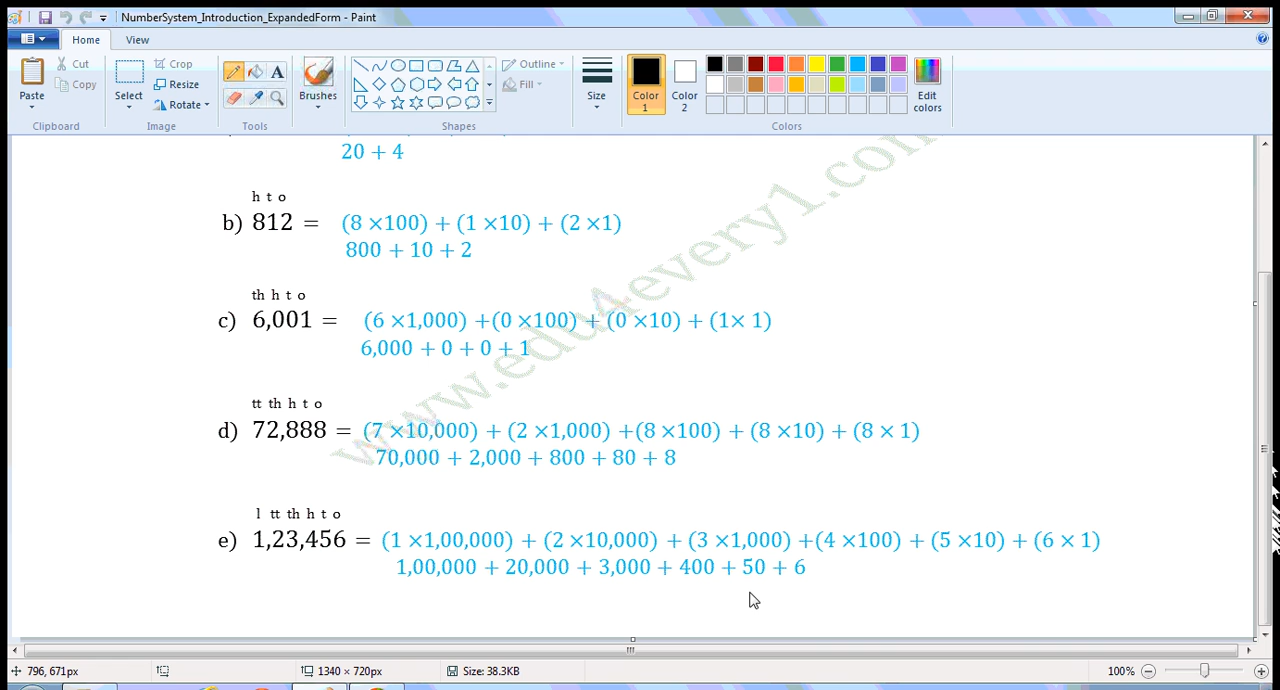 NumberSystem_Introduction_ExpandedForm - Paint
Home View
Paste
Cut
Copy
Clipboard
Select
Crop
Resize
Rotate
Image
Tools
Brushes
Shapes
Outline
Fill
Size
Color 1
Color 2
Colors
Edit colors
20 + 4
h t o
b) 812 = (8 ×100) + (1 ×10) + (2 ×1)
800 + 10 + 2
th h t o
c) 6,001 = (6 ×1,000) +(0 ×100) + (0 ×10) + (1× 1)
6,000 + 0 + 0 + 1
tt th h t o
d) 72,888 = (7 ×10,000) + (2 ×1,000) +(8 ×100) + (8 ×10) + (8 × 1)
70,000 + 2,000 + 800 + 80 + 8
l tt th h t o
e) 1,23,456 = (1 ×1,00,000) + (2 ×10,000) + (3 ×1,000) +(4 ×100) + (5 ×10) + (6 × 1)
1,00,000 + 20,000 + 3,000 + 400 + 50 + 6
www.edu4every1.com
796, 671px
1340 × 720px
Size: 38.3KB
100%